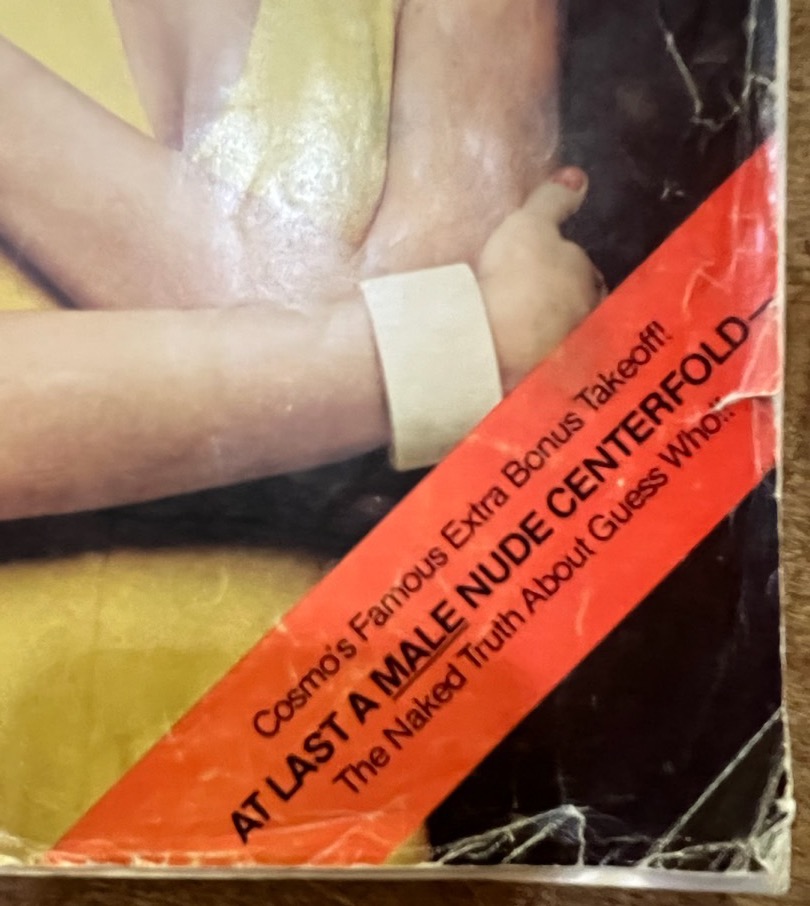 Cosmo's Famous Extra Bonus Takeoff!
AT LAST A MALE NUDE CENTERFOLD—
The Naked Truth About Guess Who!!